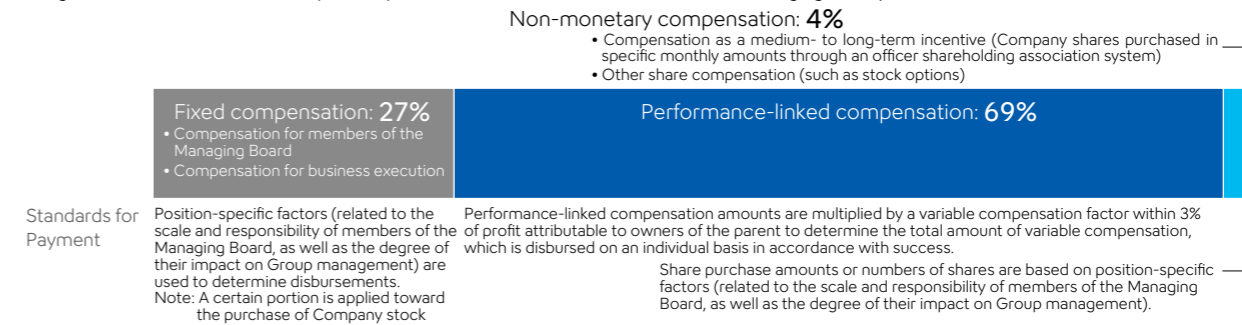 Non-monetary compensation: 4%
• Compensation as a medium- to long-term incentive (Company shares purchased in
specific monthly amounts through an officer shareholding association system)
• Other share compensation (such as stock options)
Fixed compensation: 27%
• Compensation for members of the
Managing Board
• Compensation for business execution
Performance-linked compensation: 69%
Standards for
Payment
Position-specific factors (related to the
scale and responsibility of members of the
Managing Board, as well as the degree of
their impact on Group management) are
used to determine disbursements.
Note: A certain portion is applied toward
the purchase of Company stock
Performance-linked compensation amounts are multiplied by a variable compensation factor within 3%
of profit attributable to owners of the parent to determine the total amount of variable compensation,
which is disbursed on an individual basis in accordance with success.
Share purchase amounts or numbers of shares are based on position-specific
factors (related to the scale and responsibility of members of the Managing
Board, as well as the degree of their impact on Group management).